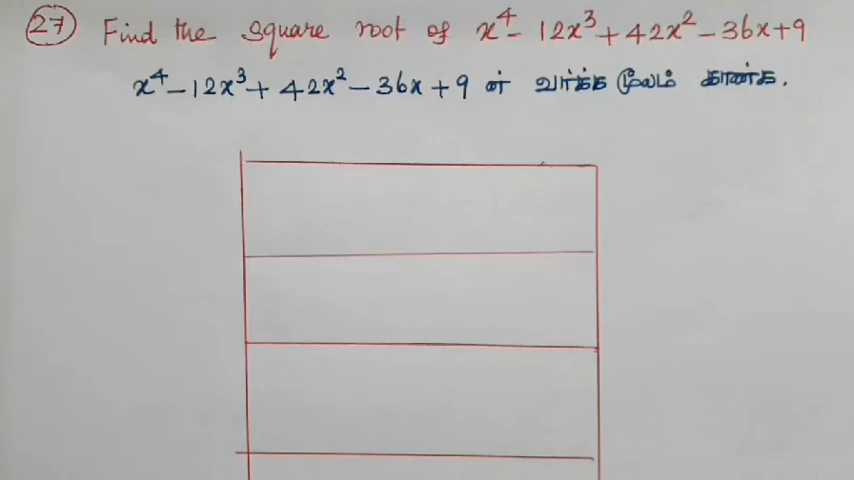 27 Find the square root of x⁴ - 12x³ + 42x² - 36x + 9
x⁴ - 12x³ + 42x² - 36x + 9 ன் வர்க்க மூலம் காண்க.